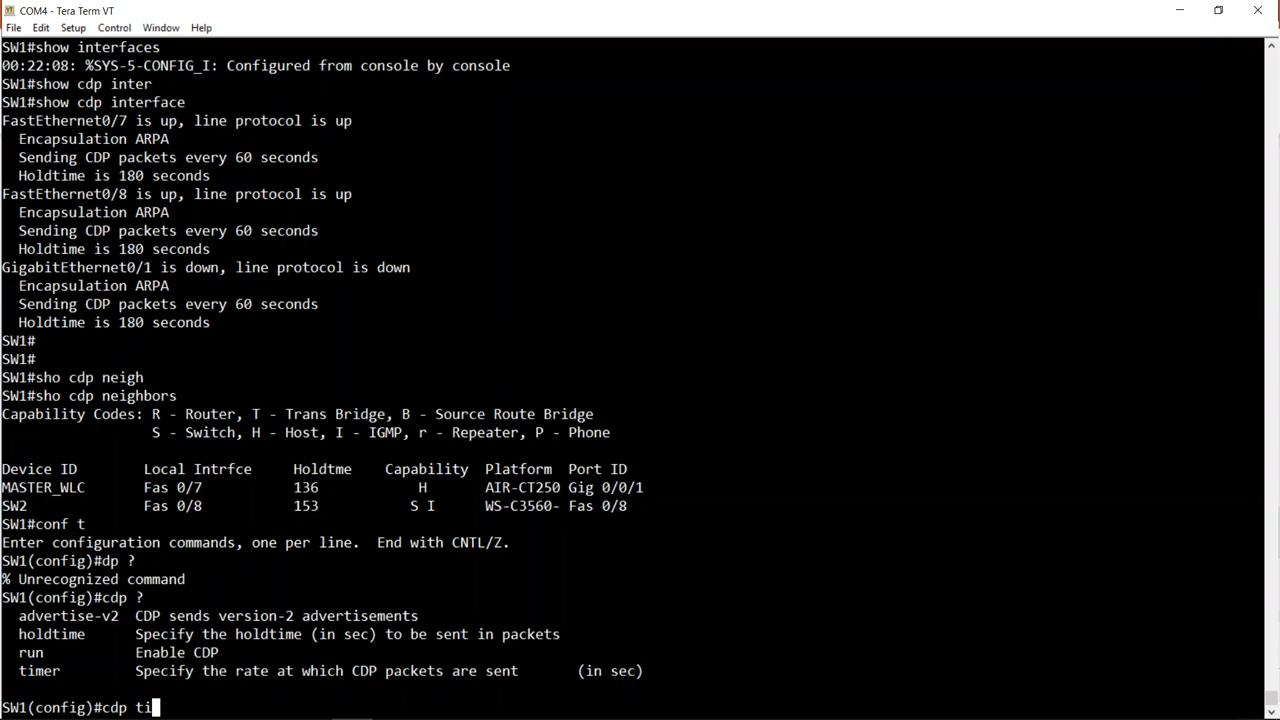 COM4 - Tera Term VT
File Edit Setup Control Window Help
SW1#show interfaces
00:22:08: %SYS-5-CONFIG_I: Configured from console by console
SW1#show cdp inter
SW1#show cdp interface
FastEthernet0/7 is up, line protocol is up
  Encapsulation ARPA
  Sending CDP packets every 60 seconds
  Holdtime is 180 seconds
FastEthernet0/8 is up, line protocol is up
  Encapsulation ARPA
  Sending CDP packets every 60 seconds
  Holdtime is 180 seconds
GigabitEthernet0/1 is down, line protocol is down
  Encapsulation ARPA
  Sending CDP packets every 60 seconds
  Holdtime is 180 seconds
SW1#
SW1#
SW1#sho cdp neigh
SW1#sho cdp neighbors
Capability Codes: R - Router, T - Trans Bridge, B - Source Route Bridge
                  S - Switch, H - Host, I - IGMP, r - Repeater, P - Phone
Device ID        Local Intrfce     Holdtme    Capability  Platform  Port ID
MASTER_WLC       Fas 0/7           136            H       AIR-CT250 Gig 0/0/1
SW2              Fas 0/8           153           S I      WS-C3560- Fas 0/8
SW1#conf t
Enter configuration commands, one per line.  End with CNTL/Z.
SW1(config)#dp ?
% Unrecognized command
SW1(config)#cdp ?
  advertise-v2  CDP sends version-2 advertisements
  holdtime      Specify the holdtime (in sec) to be sent in packets
  run           Enable CDP
  timer         Specify the rate at which CDP packets are sent       (in sec)
SW1(config)#cdp ti